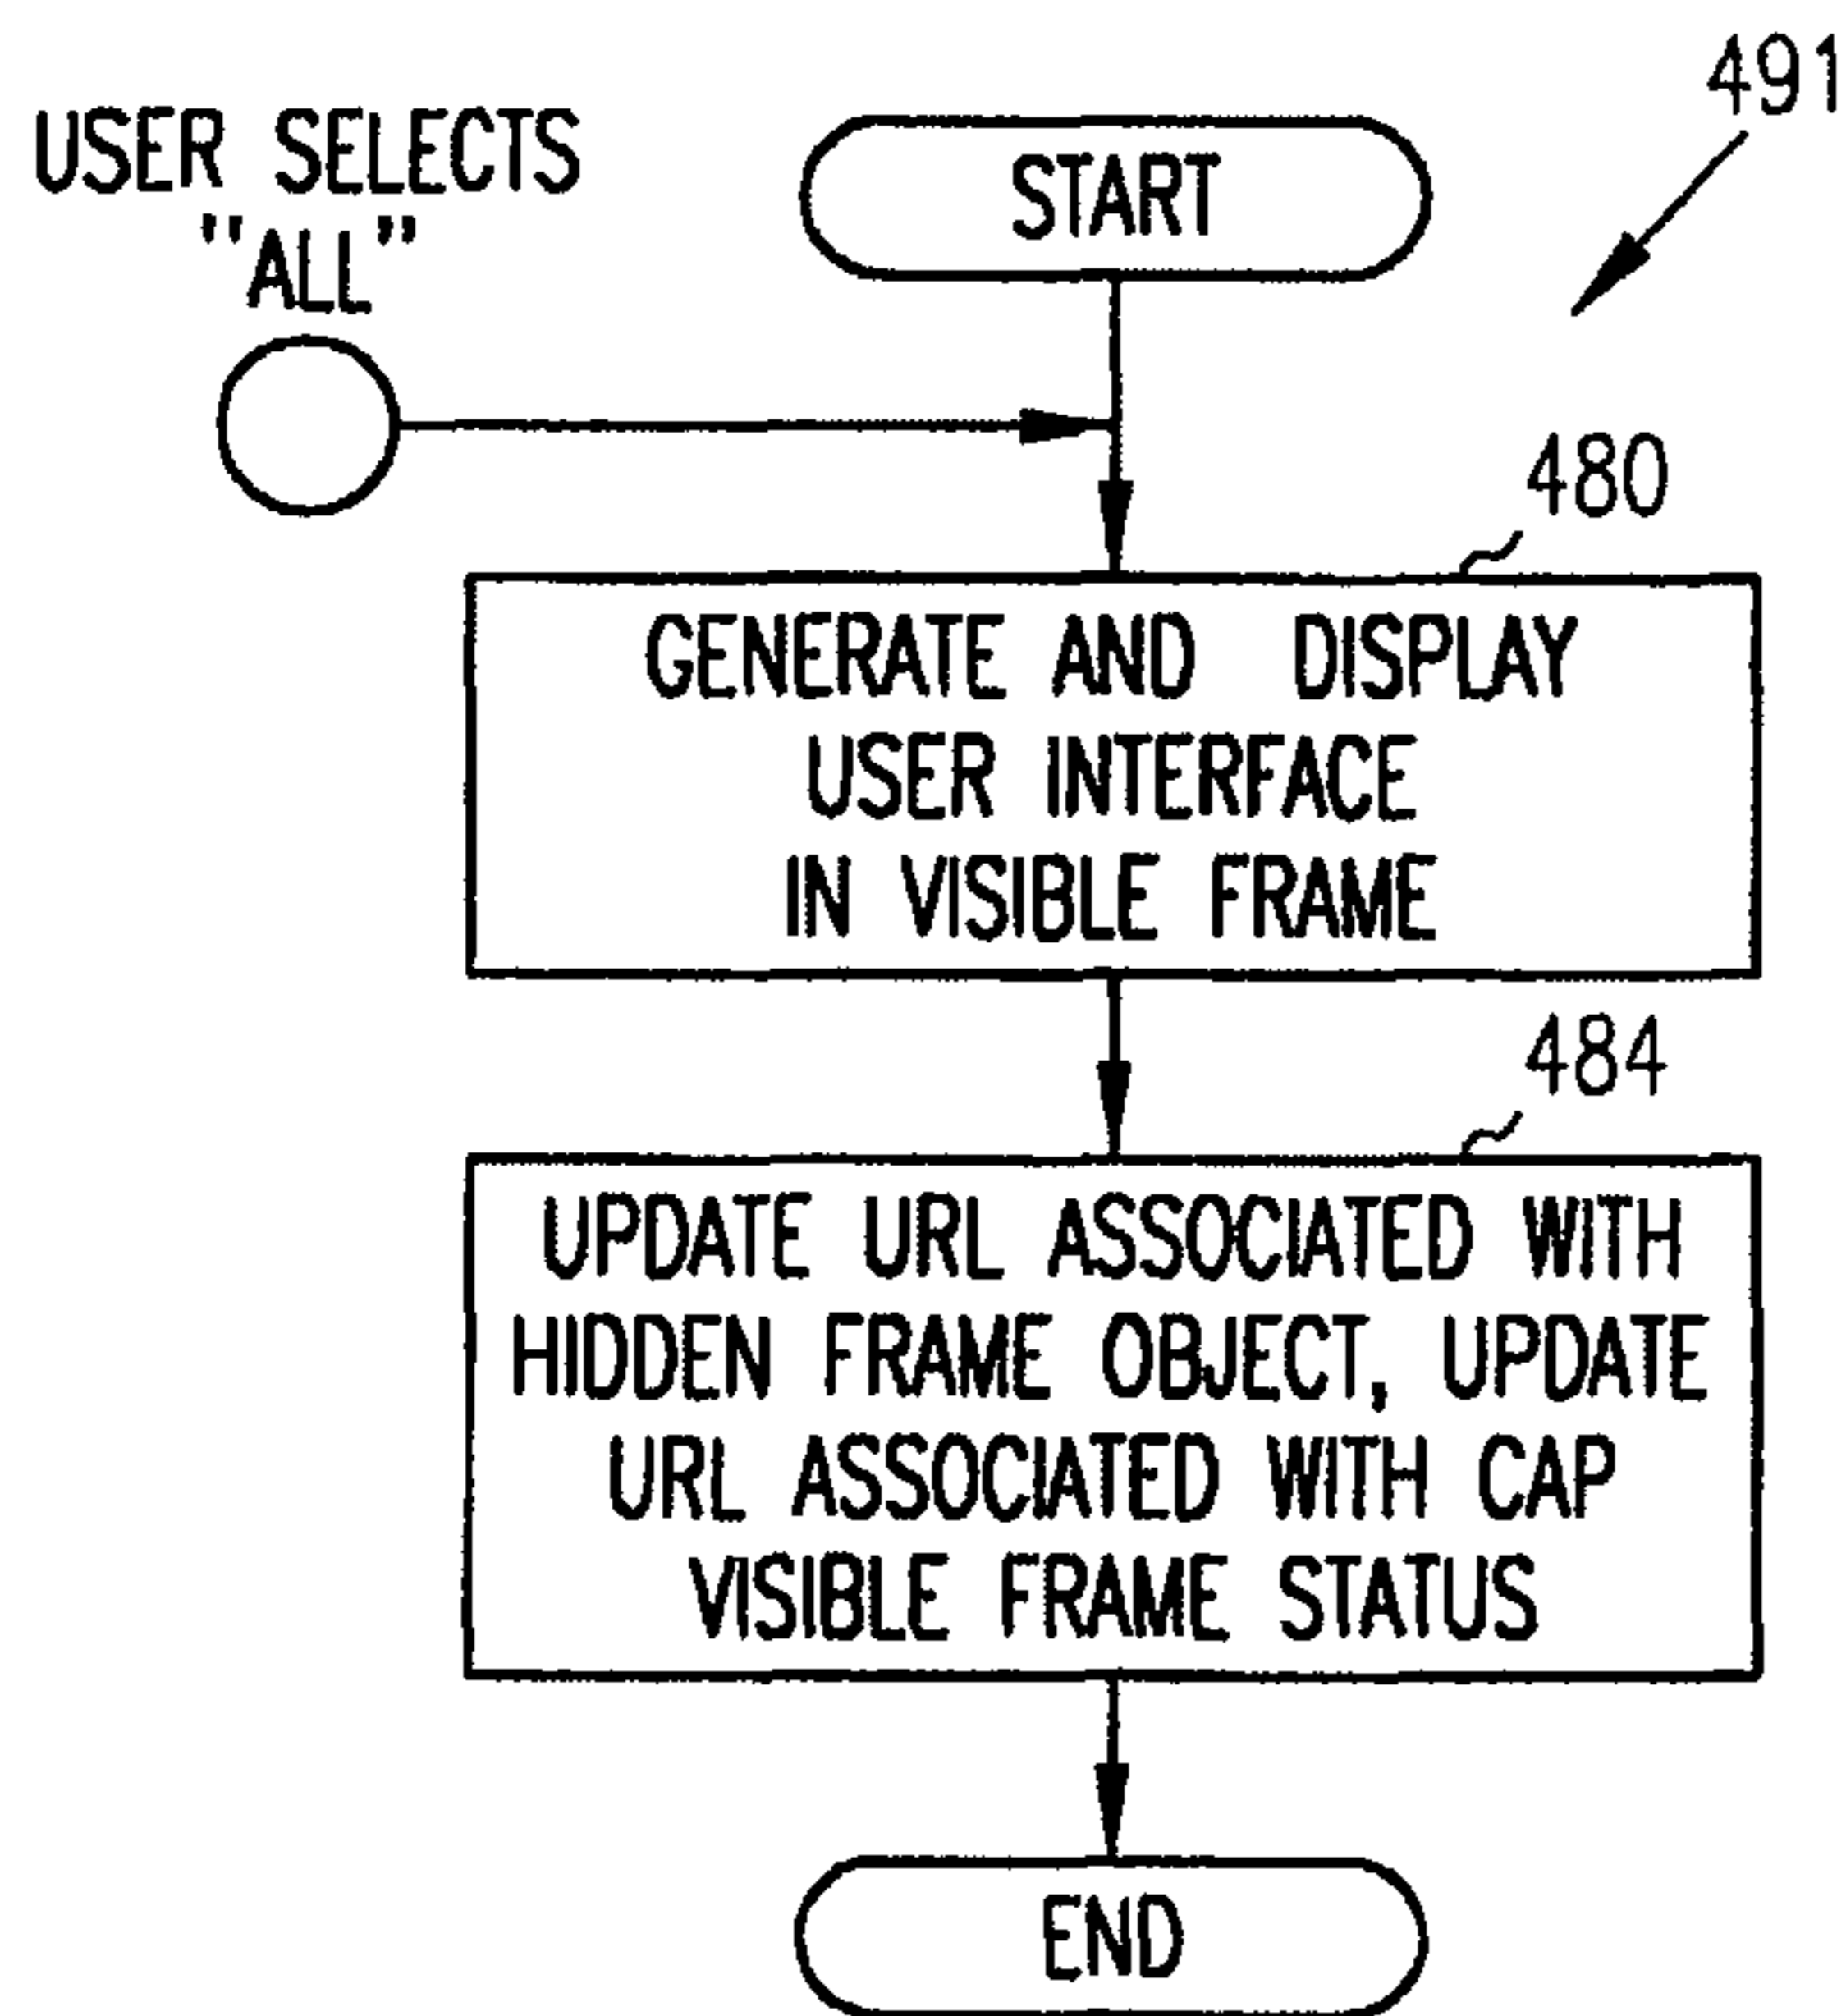 491
USER SELECTS
"ALL"
START
480
GENERATE AND DISPLAY
USER INTERFACE
IN VISIBLE FRAME
484
UPDATE URL ASSOCIATED WITH
HIDDEN FRAME OBJECT, UPDATE
URL ASSOCIATED WITH CAP
VISIBLE FRAME STATUS
END